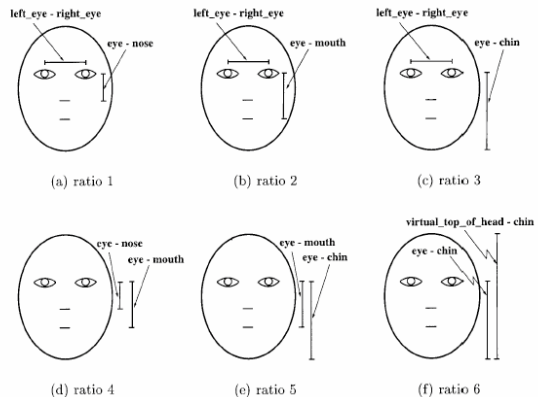 left_eye - right_eye
eye - nose
(a) ratio 1
left_eye - right_eye
eye - mouth
(b) ratio 2
left_eye - right_eye
eye - chin
(c) ratio 3
eye - nose
eye - mouth
(d) ratio 4
eye - mouth
eye - chin
(e) ratio 5
virtual_top_of_head - chin
eye - chin
(f) ratio 6